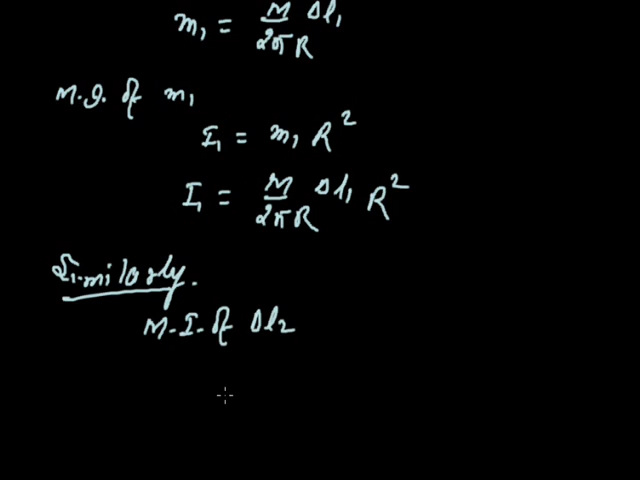 m₁ = M/2πR Δl₁
M.I. of m₁
I₁ = m₁ R²
I₁ = M/2πR Δl₁ R²
Similarly.
M.I. of Δl₂